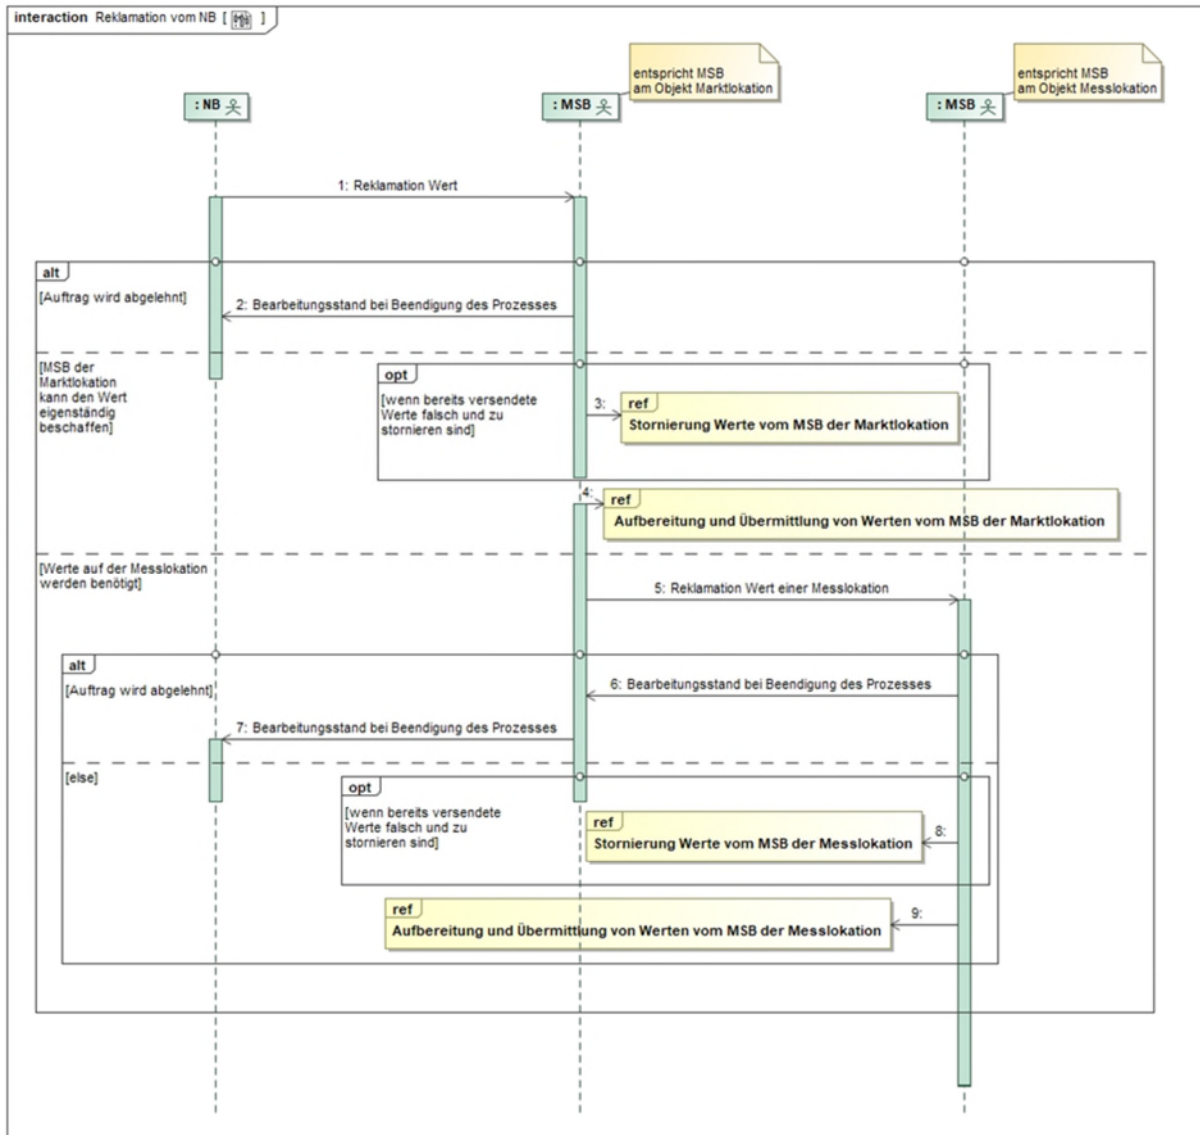 interaction Reklamation vom NB [ ]
entspricht MSB
am Objekt Marktlokation
entspricht MSB
am Objekt Messlokation
: NB
: MSB
: MSB
1: Reklamation Wert
alt
[Auftrag wird abgelehnt]
2: Bearbeitungsstand bei Beendigung des Prozesses
[MSB der
Marktlokation
kann den Wert
eigenständig
beschaffen]
opt
[wenn bereits versendete
Werte falsch und zu
stornieren sind]
3:
ref
Stornierung Werte vom MSB der Marktlokation
4:
ref
Aufbereitung und Übermittlung von Werten vom MSB der Marktlokation
[Werte auf der Messlokation
werden benötigt]
5: Reklamation Wert einer Messlokation
alt
[Auftrag wird abgelehnt]
6: Bearbeitungsstand bei Beendigung des Prozesses
7: Bearbeitungsstand bei Beendigung des Prozesses
[else]
opt
[wenn bereits versendete
Werte falsch und zu
stornieren sind]
ref
Stornierung Werte vom MSB der Messlokation
8:
ref
Aufbereitung und Übermittlung von Werten vom MSB der Messlokation
9: